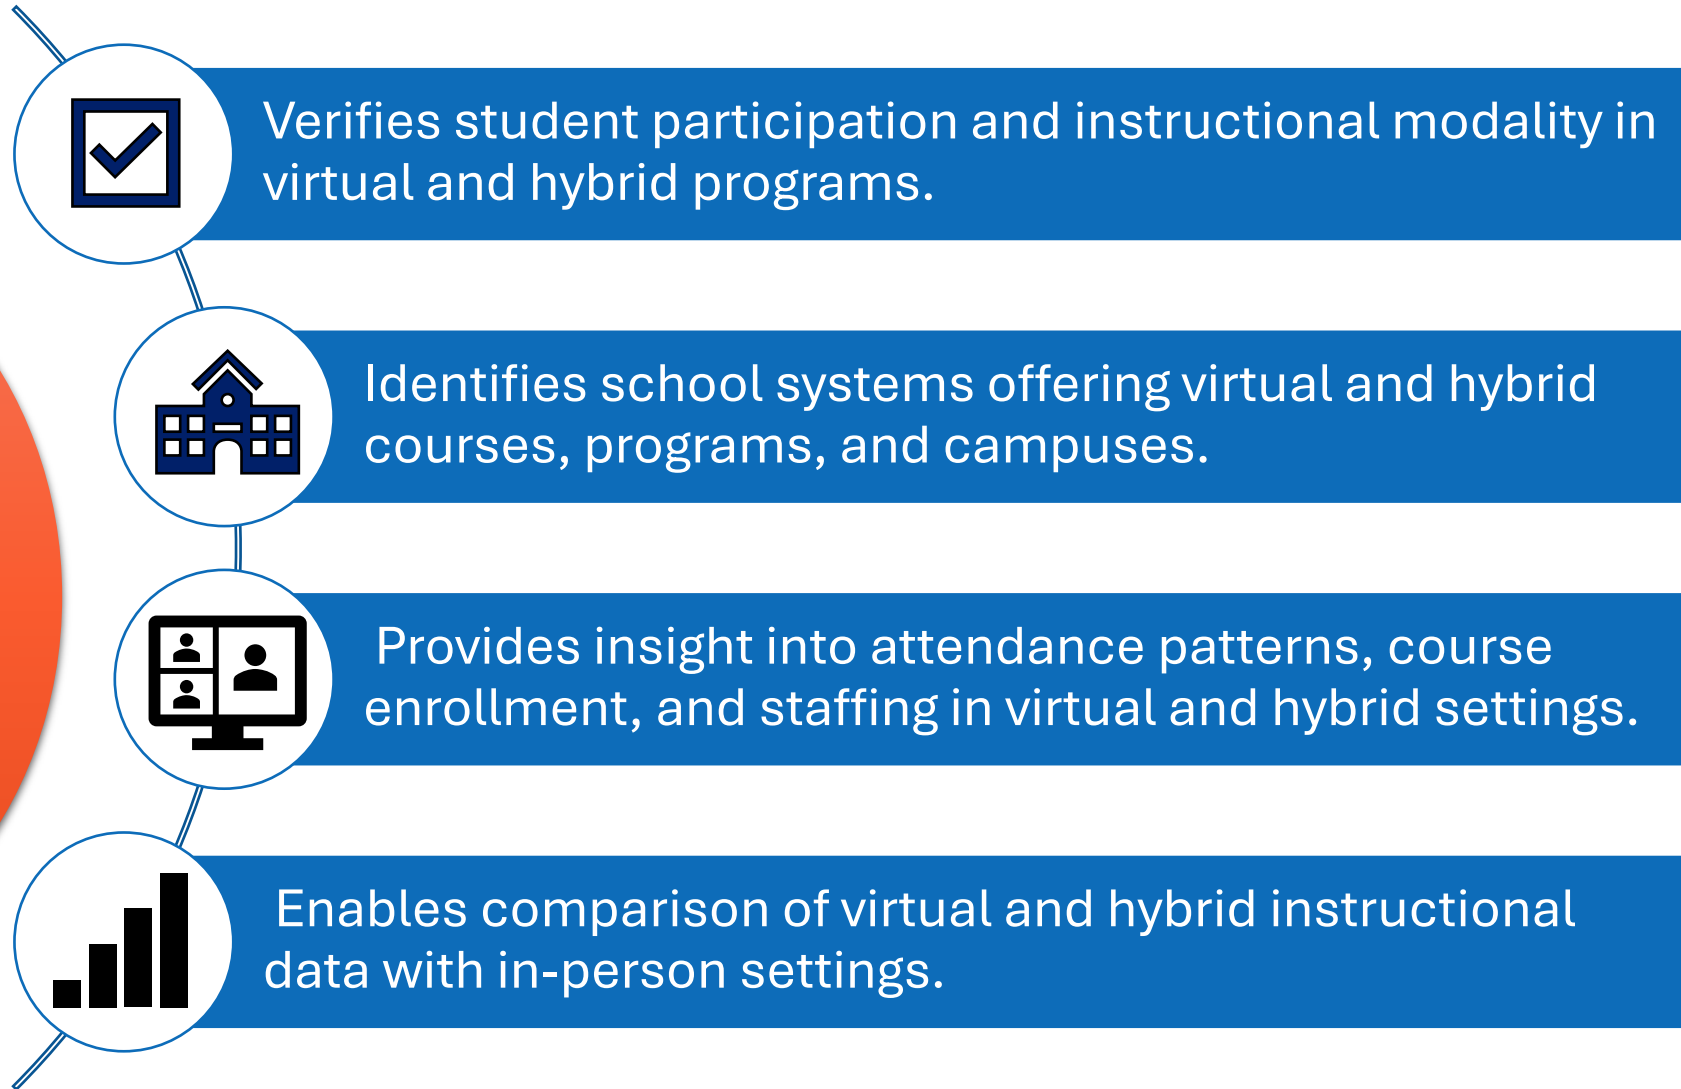 Verifies student participation and instructional modality in
virtual and hybrid programs.
Identifies school systems offering virtual and hybrid
courses, programs, and campuses.
Provides insight into attendance patterns, course
enrollment, and staffing in virtual and hybrid settings.
Enables comparison of virtual and hybrid instructional
data with in-person settings.